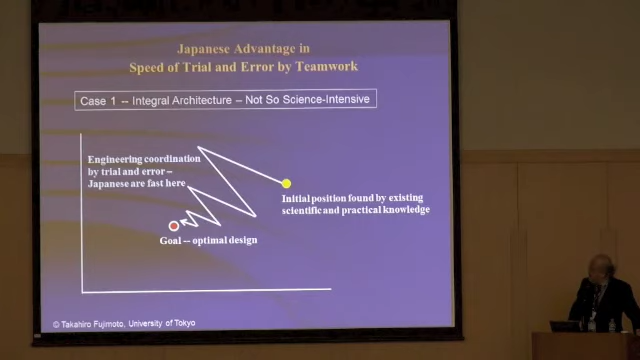 Japanese Advantage in
Speed of Trial and Error by Teamwork
Case 1 -- Integral Architecture – Not So Science-Intensive
Engineering coordination
by trial and error –
Japanese are fast here
Initial position found by existing
scientific and practical knowledge
Goal -- optimal design
© Takahiro Fujimoto, University of Tokyo